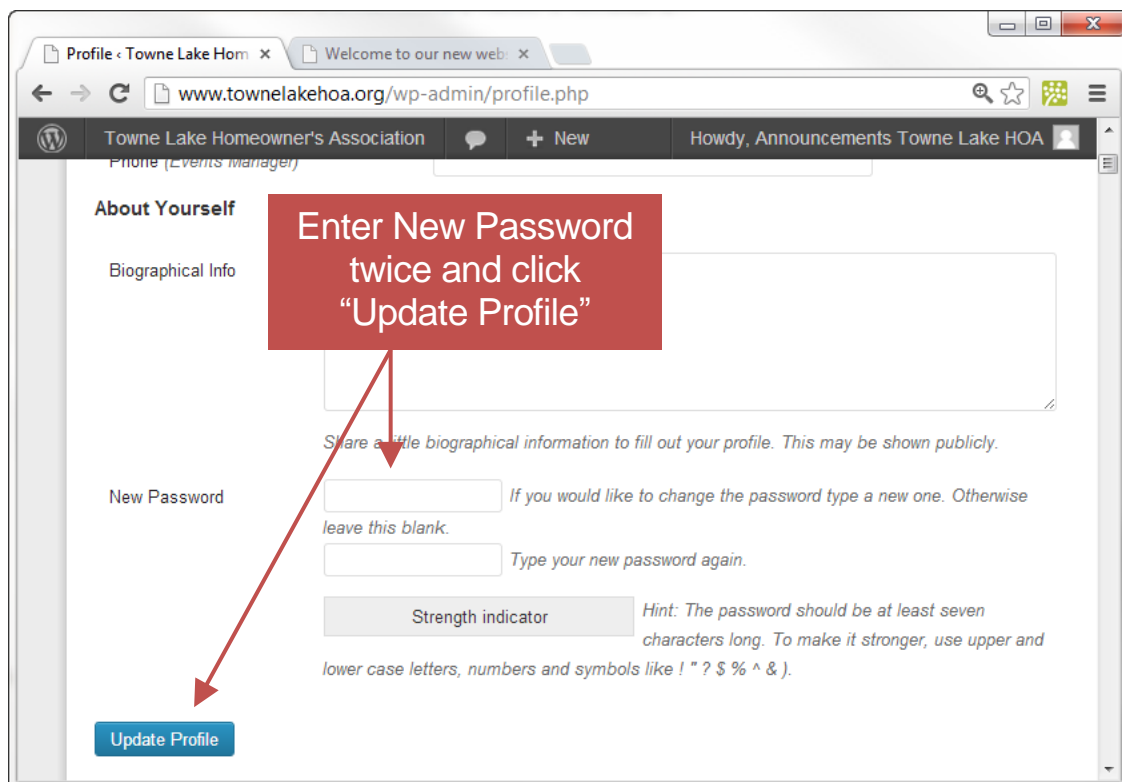 Profile ‹ Towne Lake Hom
Welcome to our new web
www.townelakehoa.org/wp-admin/profile.php
Towne Lake Homeowner's Association + New Howdy, Announcements Towne Lake HOA
Phone (Events Manager)
About Yourself
Enter New Password
twice and click
“Update Profile”
Biographical Info
Share a little biographical information to fill out your profile. This may be shown publicly.
New Password
If you would like to change the password type a new one. Otherwise
leave this blank.
Type your new password again.
Strength indicator
Hint: The password should be at least seven
characters long. To make it stronger, use upper and
lower case letters, numbers and symbols like ! " ? $ % ^ & ).
Update Profile